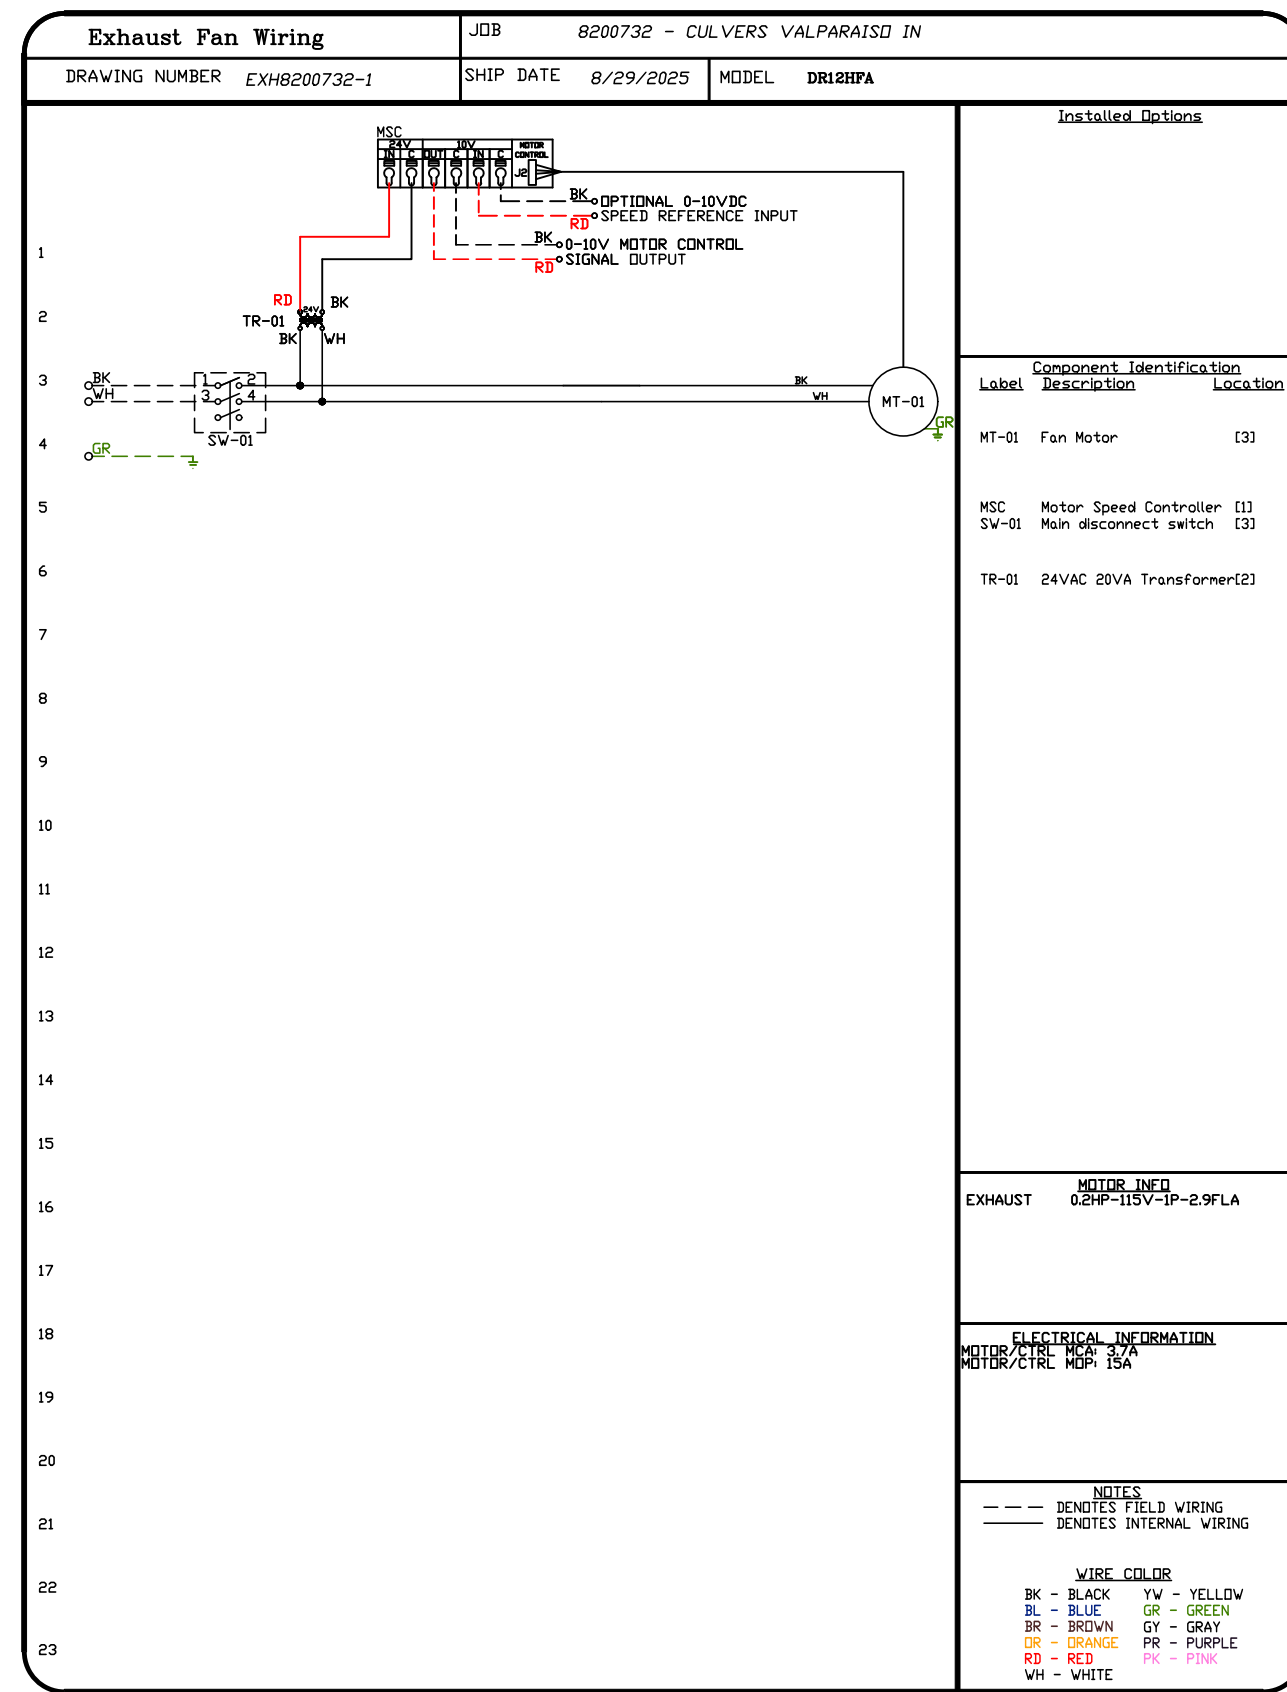 Exhaust Fan Wiring
JOB 8200732 - CULVERS VALPARAISO IN
DRAWING NUMBER EXH8200732-1
SHIP DATE 8/29/2025
MODEL DR12HFA
MSC
24V 10V MOTOR CONTROL
IN C OUT C IN C J2
BK OPTIONAL 0-10VDC
RD SPEED REFERENCE INPUT
BK 0-10V MOTOR CONTROL
RD SIGNAL OUTPUT
RD 24V BK
TR-01
BK WH
BK 1 2 BK
WH 3 4 WH MT-01
SW-01
GR
GR
1
2
3
4
5
6
7
8
9
10
11
12
13
14
15
16
17
18
19
20
21
22
23
Installed Options
Component Identification
Label Description Location
MT-01 Fan Motor [3]
MSC Motor Speed Controller [1]
SW-01 Main disconnect switch [3]
TR-01 24VAC 20VA Transformer[2]
MOTOR INFO
EXHAUST 0.2HP-115V-1P-2.9FLA
ELECTRICAL INFORMATION
MOTOR/CTRL MCA: 3.7A
MOTOR/CTRL MOP: 15A
NOTES
DENOTES FIELD WIRING
DENOTES INTERNAL WIRING
WIRE COLOR
BK - BLACK YW - YELLOW
BL - BLUE GR - GREEN
BR - BROWN GY - GRAY
OR - ORANGE PR - PURPLE
RD - RED PK - PINK
WH - WHITE